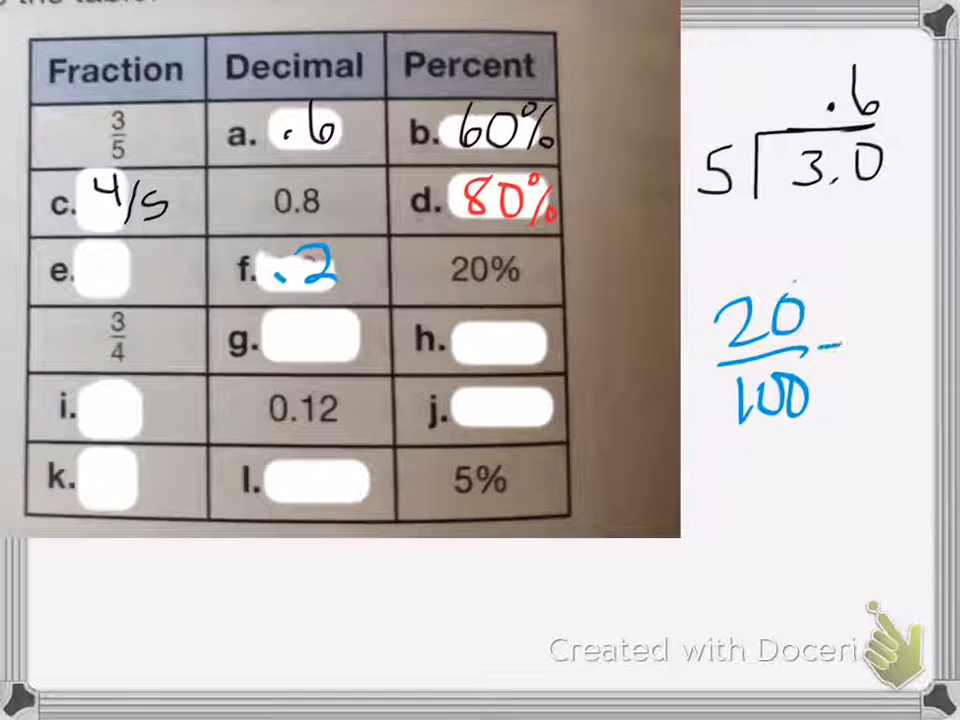 Fraction Decimal Percent
3/5 a. .6 b. 60%
c. 4/5 0.8 d. 80%
e. f. .2 20%
3/4 g. h.
i. 0.12 j.
k. l. 5%
.6
5 3.0
20/100 =
Created with Doceri